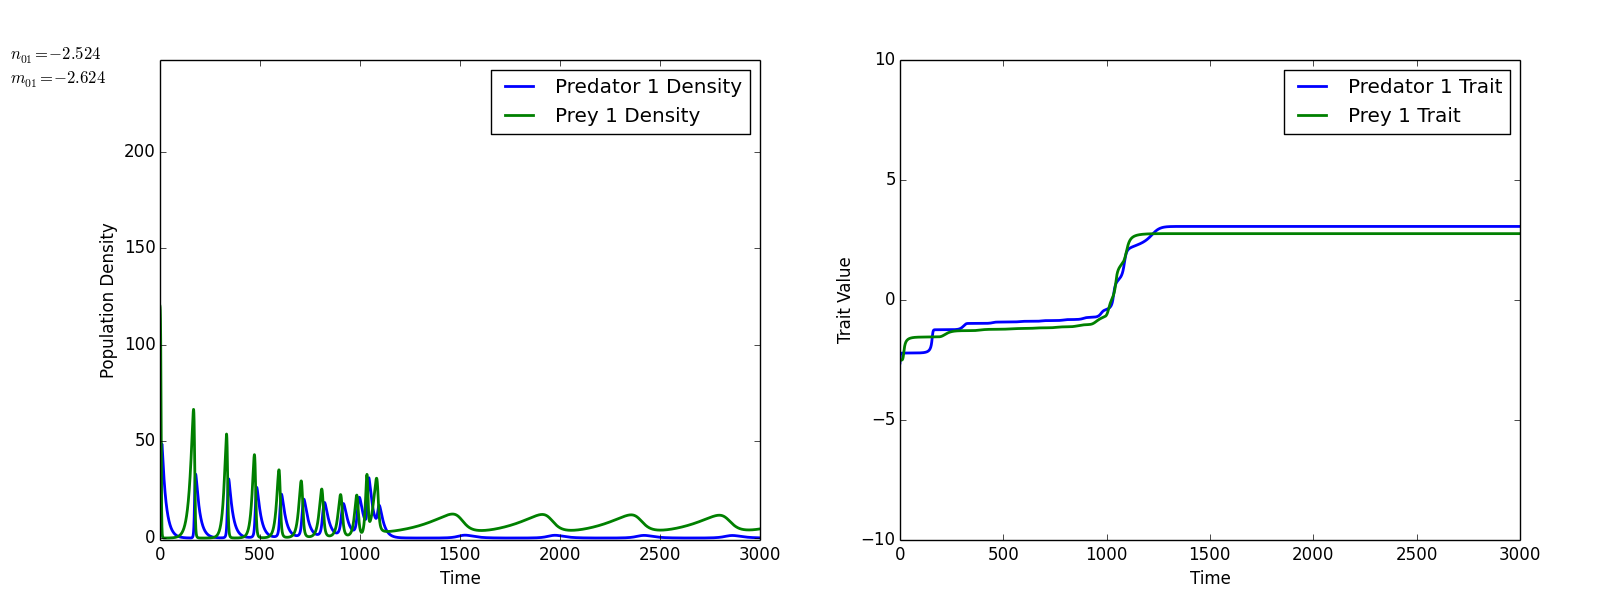 n01 = −2.524
m01 = −2.624
Predator 1 Density
Prey 1 Density
200
150
100
50
0
Population Density
0 500 1000 1500 2000 2500 3000
Time
Predator 1 Trait
Prey 1 Trait
10
5
0
−5
−10
Trait Value
0 500 1000 1500 2000 2500 3000
Time